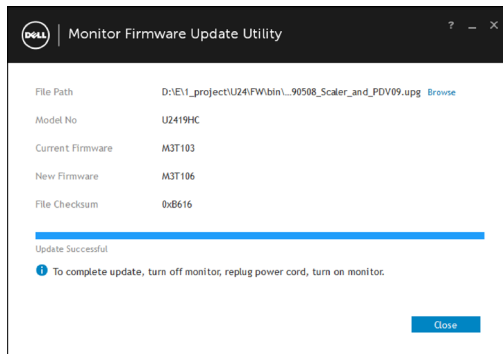 DELL Monitor Firmware Update Utility ? _ X
File Path D:\E\1_project\U24\FW\bin\...90508_Scaler_and_PDV09.upg Browse
Model No U2419HC
Current Firmware M3T103
New Firmware M3T106
File Checksum 0xB616
Update Successful
To complete update, turn off monitor, replug power cord, turn on monitor.
Close